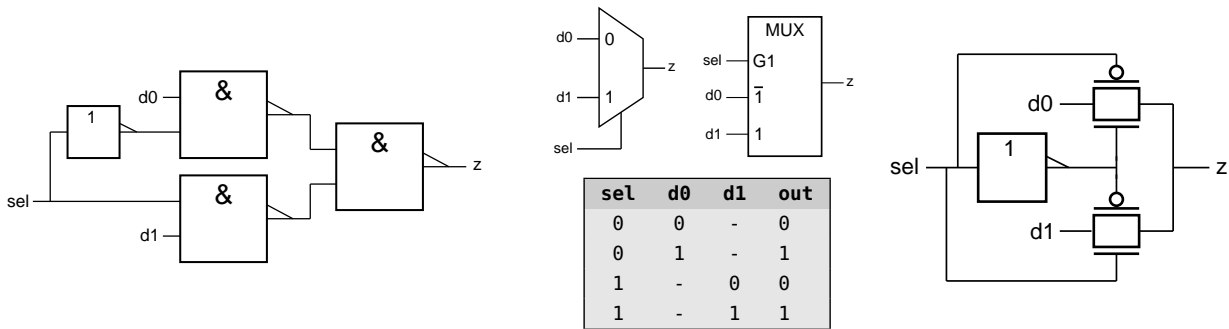 1
d0
&
sel
d1
&
&
z
d0
0
d1
1
sel
z
MUX
sel
G1
d0
1̅
d1
1
z
sel d0 d1 out
0 0 - 0
0 1 - 1
1 - 0 0
1 - 1 1
d0
sel
1
z
d1